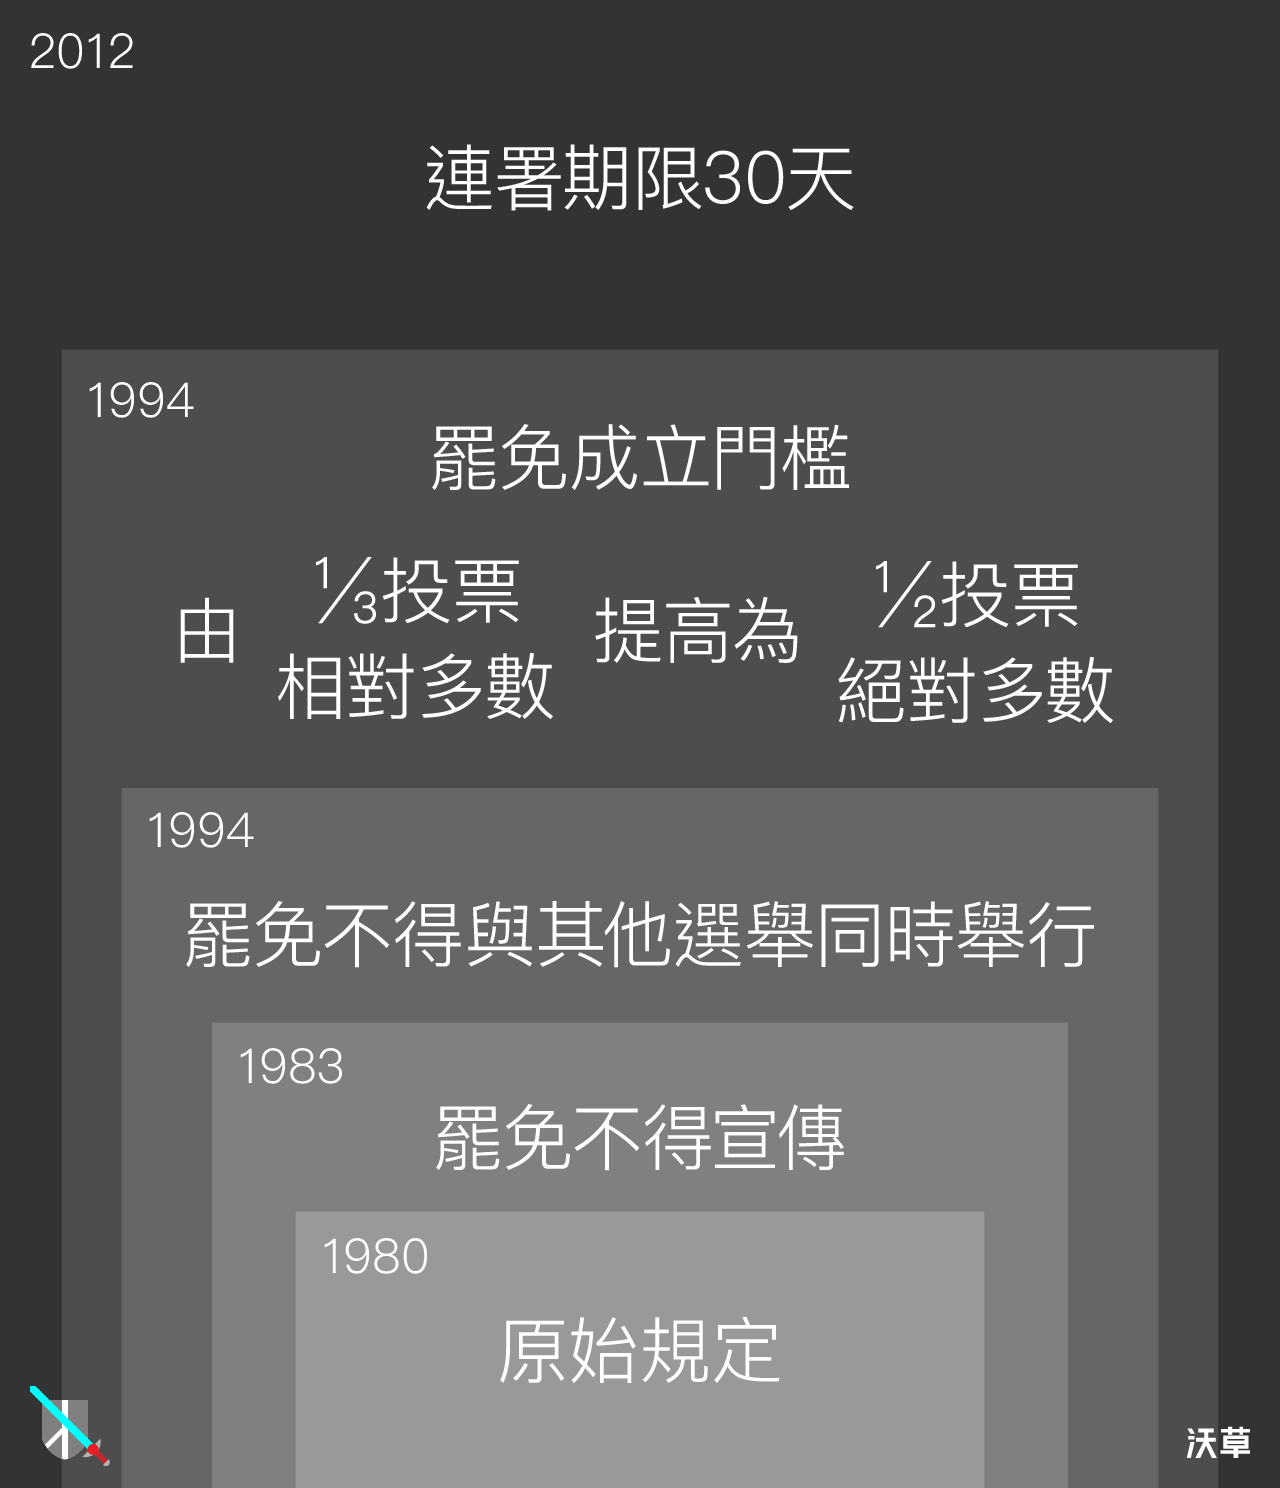 2012
連署期限30天
1994
罷免成立門檻
由 ⅓投票相對多數 提高為 ½投票絕對多數
1994
罷免不得與其他選舉同時舉行
1983
罷免不得宣傳
1980
原始規定
沃草